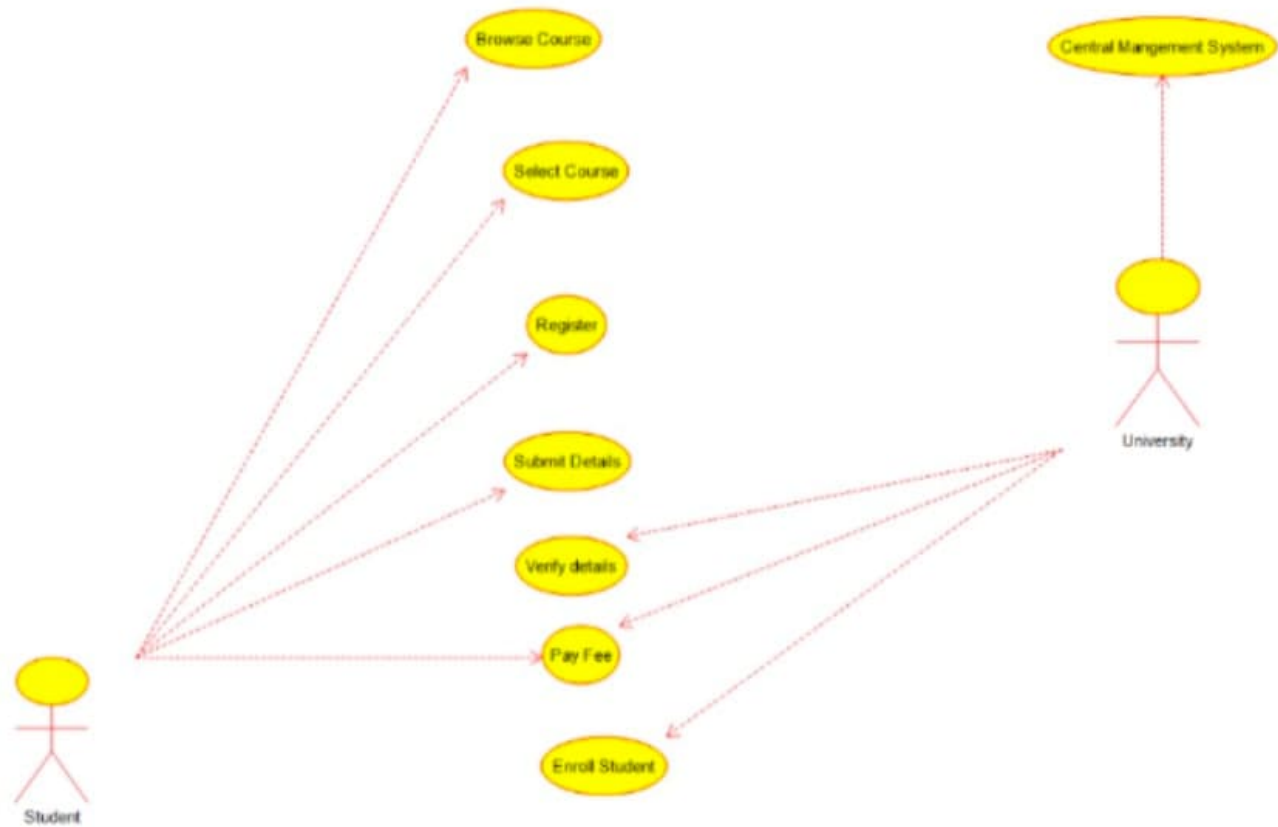 Browse Course
Central Mangement System
Select Course
Register
University
Submit Details
Verify details
Pay Fee
Enroll Student
Student